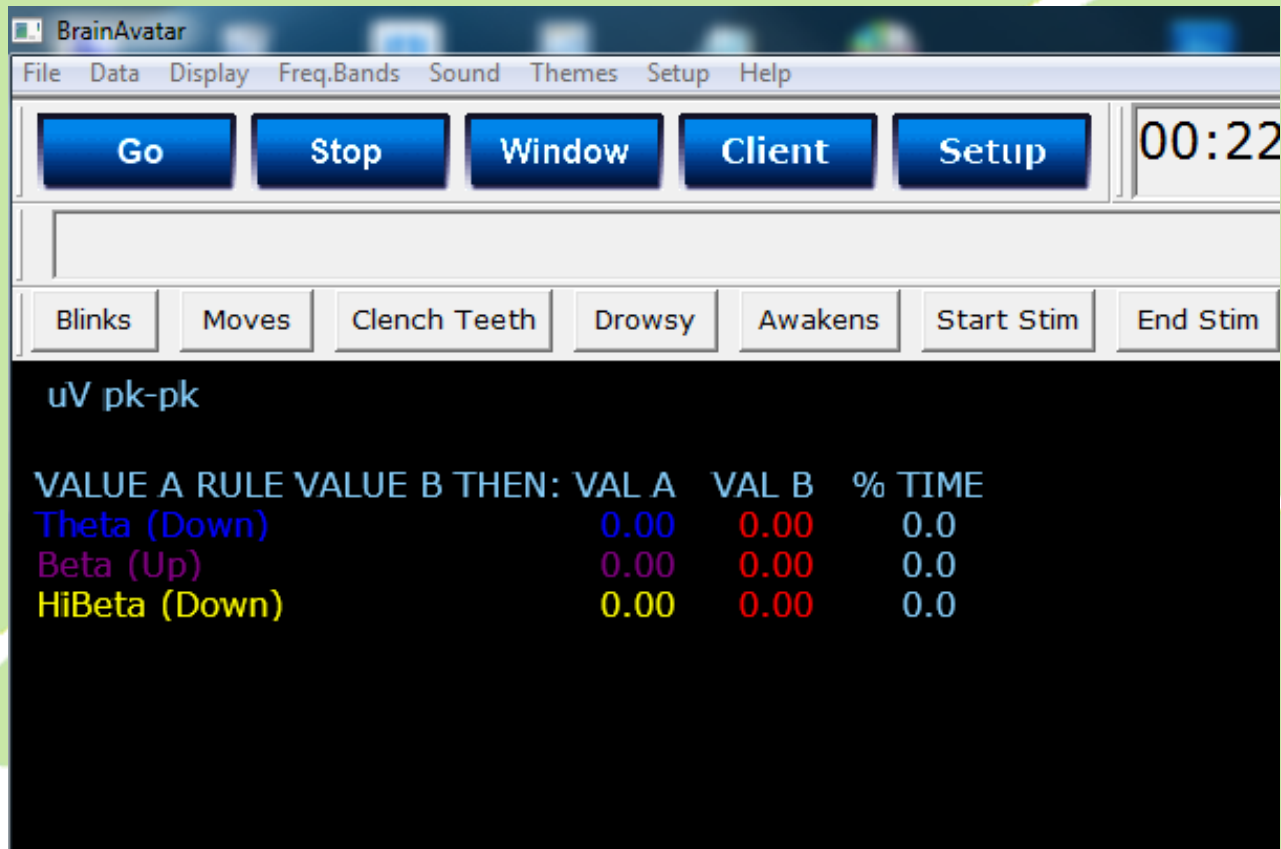 BrainAvatar
File Data Display Freq.Bands Sound Themes Setup Help
Go Stop Window Client Setup 00:22
Blinks Moves Clench Teeth Drowsy Awakens Start Stim End Stim
uV pk-pk
VALUE A RULE VALUE B THEN: VAL A VAL B % TIME
Theta (Down) 0.00 0.00 0.0
Beta (Up) 0.00 0.00 0.0
HiBeta (Down) 0.00 0.00 0.0